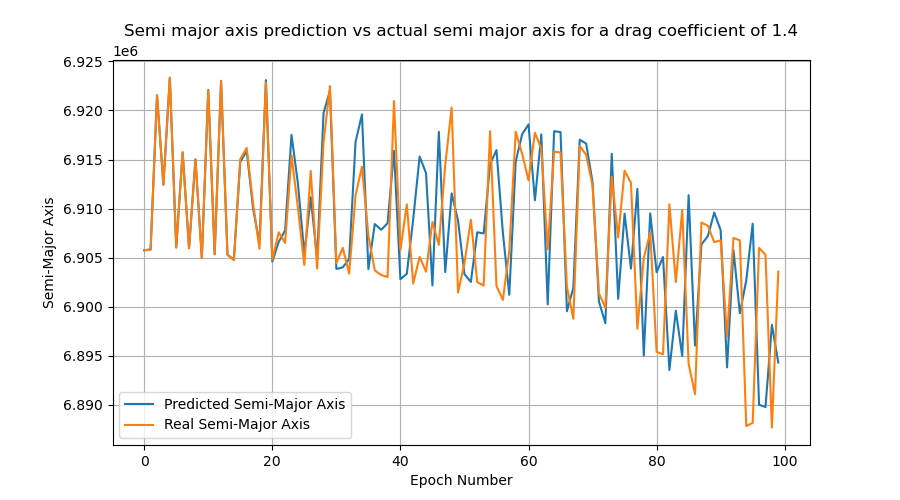 Semi major axis prediction vs actual semi major axis for a drag coefficient of 1.4
1e6
6.925
6.920
6.915
6.910
6.905
6.900
6.895
6.890
Semi-Major Axis
Predicted Semi-Major Axis
Real Semi-Major Axis
0 20 40 60 80 100
Epoch Number